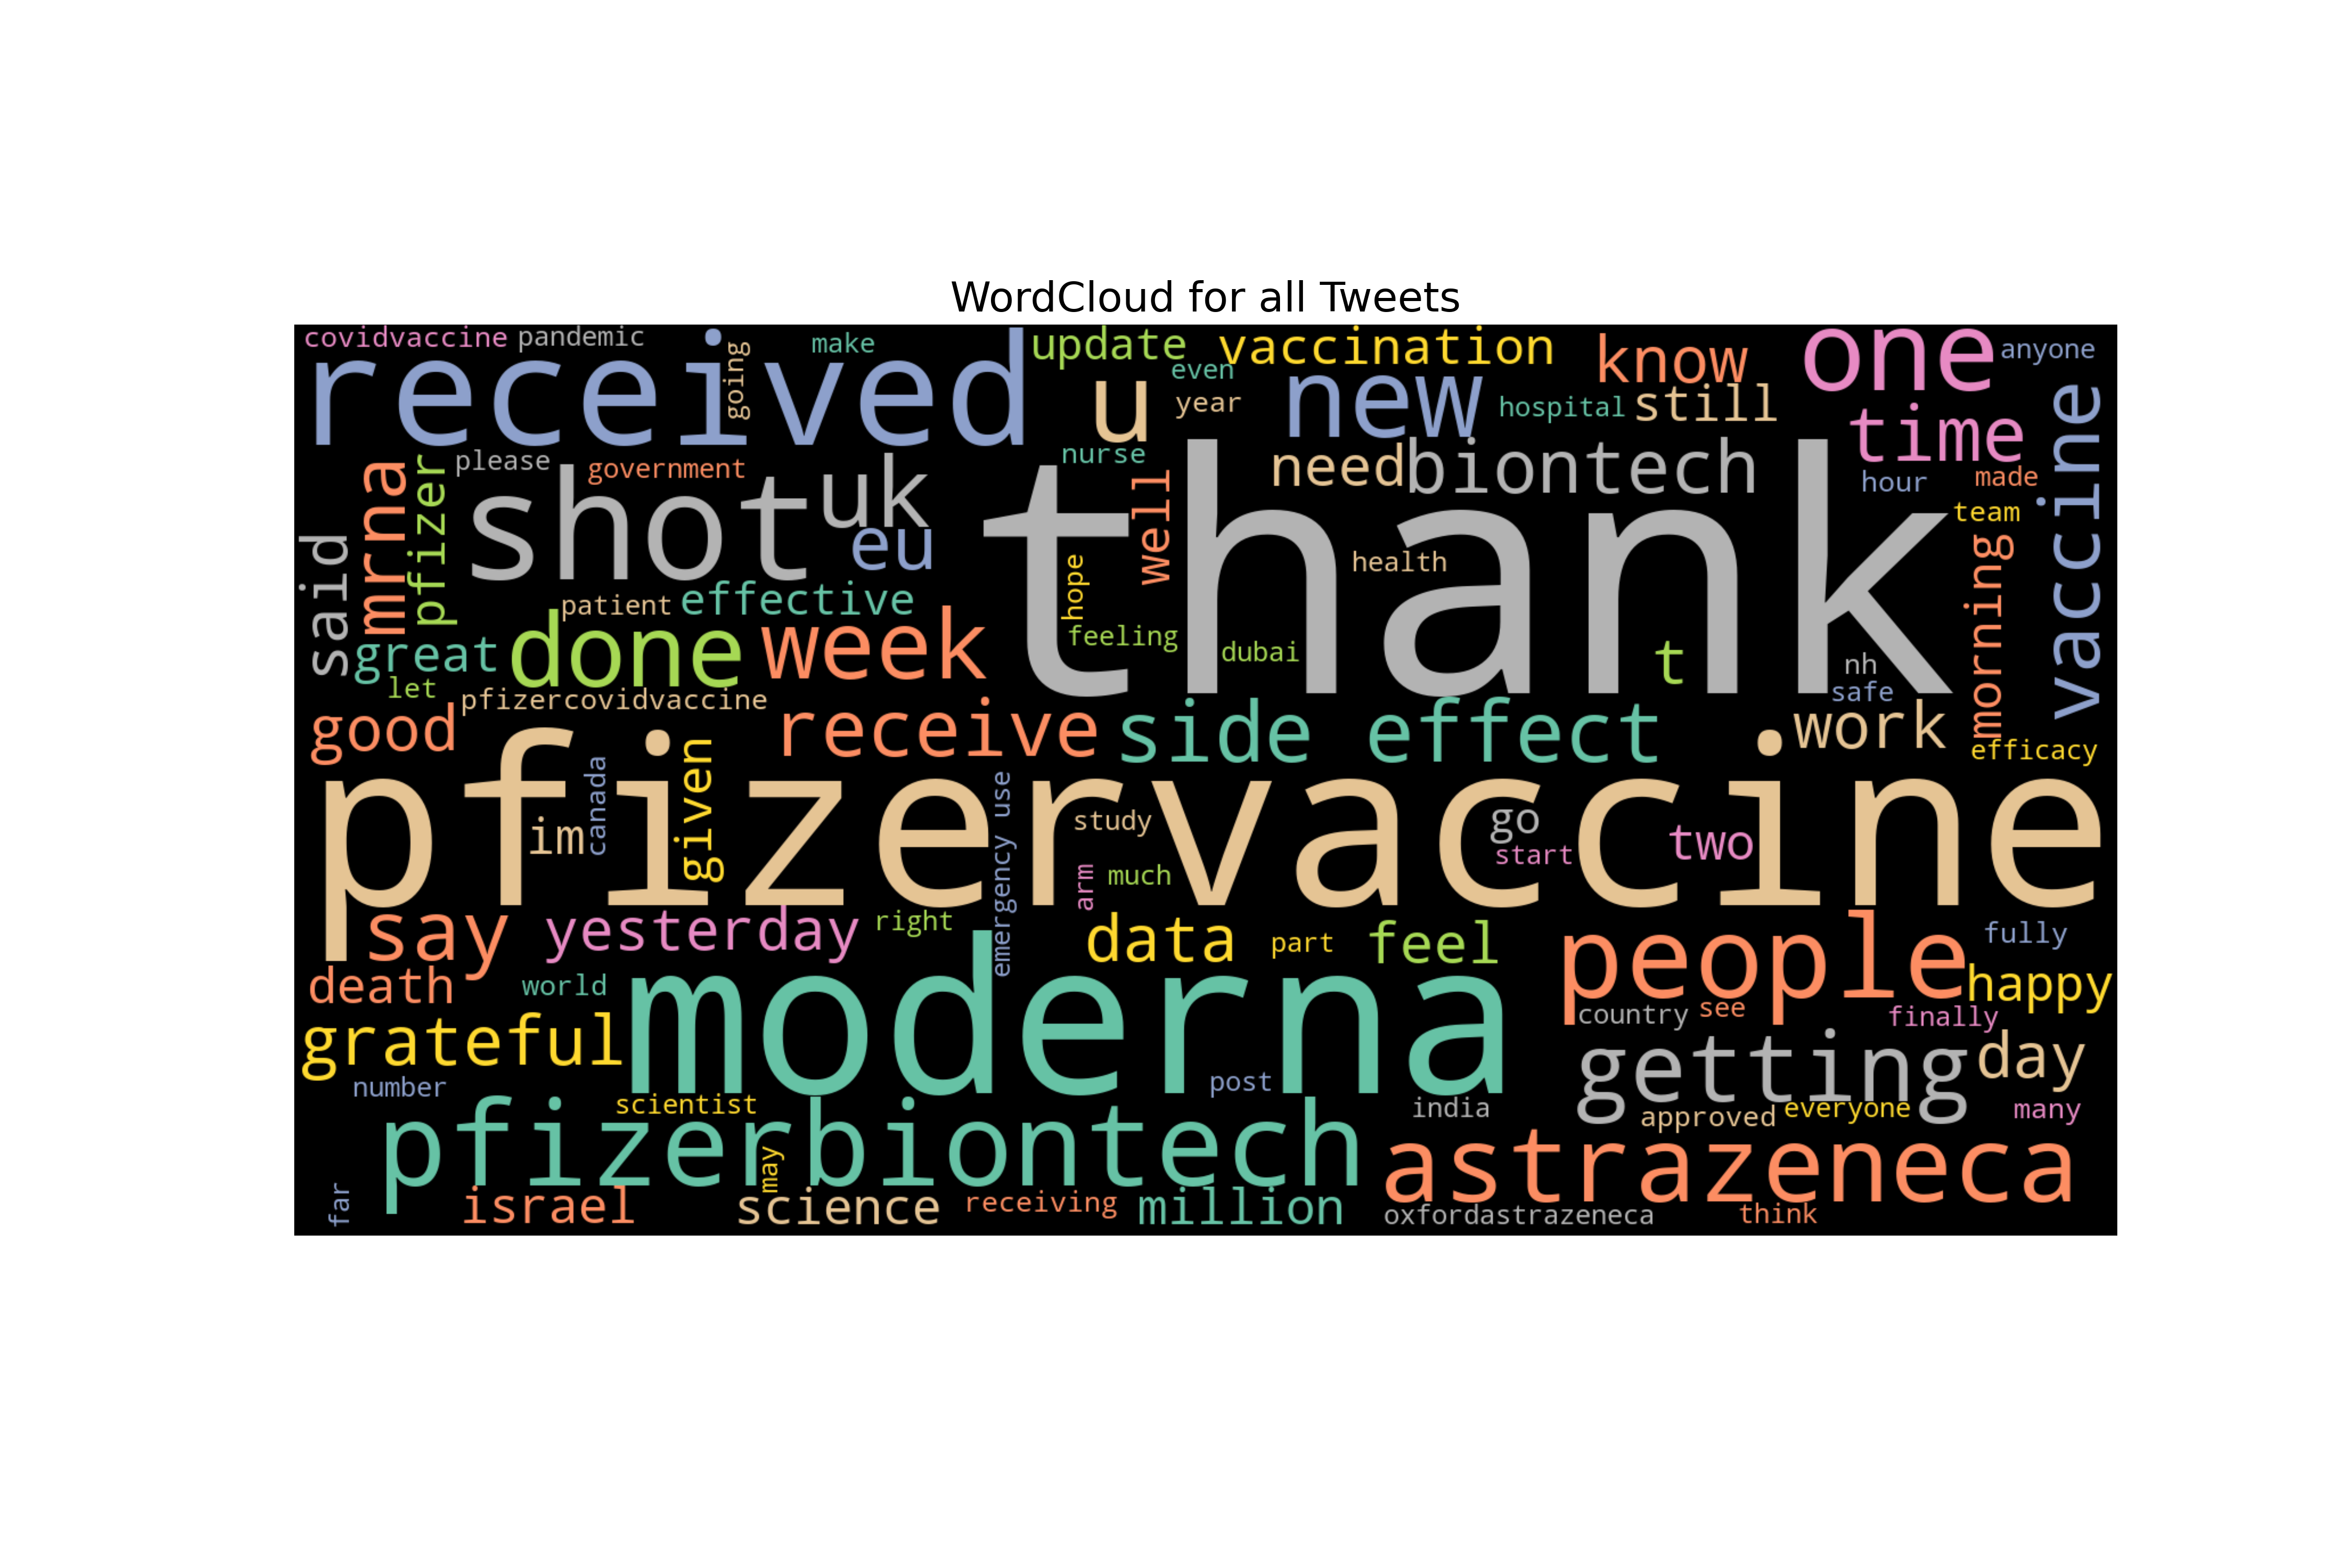 WordCloud for all Tweets
covidvaccine
pandemic
going
make
update
vaccination
know
one
anyone
received
even
u
year
new
hospital
still
time
vaccine
please
government
nurse
need
biontech
hour
made
mrna
pfizer
shot
uk
eu
well
thank
team
said
hope
health
morning
patient
effective
feeling
dubai
t
nh
safe
great
done
week
let
pfizercovidvaccine
good
receive
side effect
work
efficacy
pfizervaccine
canada
im
given
emergency use
study
go
start
two
arm
much
say
yesterday
right
data
part
feel
people
fully
death
world
moderna
happy
country
see
finally
grateful
getting
day
number
post
scientist
india
approved
everyone
many
pfizerbiontech
may
astrazeneca
far
israel
science
receiving
million
oxfordastrazeneca
think